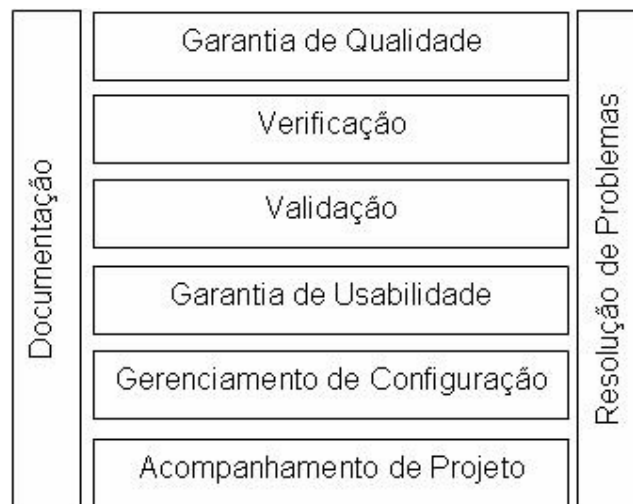 Documentação
Garantia de Qualidade
Verificação
Validação
Garantia de Usabilidade
Gerenciamento de Configuração
Acompanhamento de Projeto
Resolução de Problemas